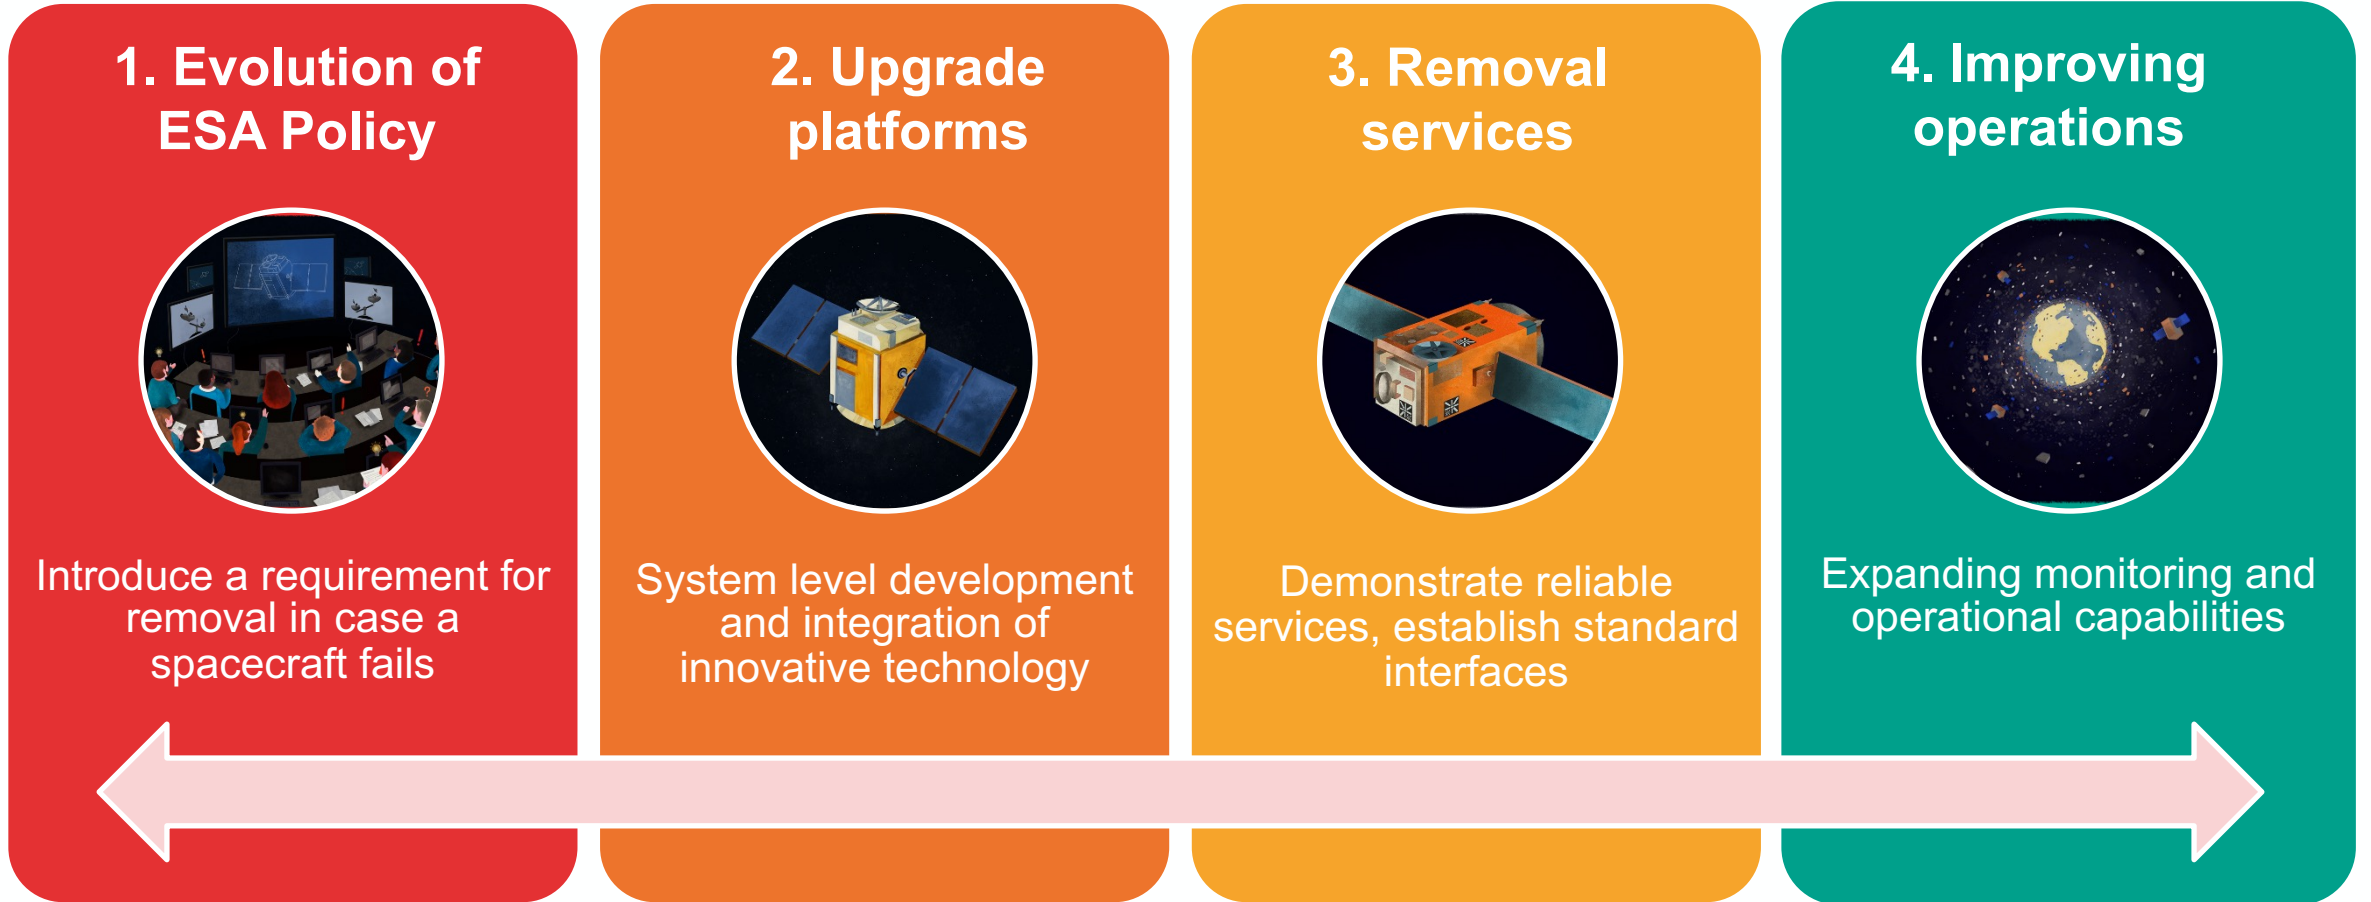 1. Evolution of
ESA Policy
Introduce a requirement for
removal in case a
spacecraft fails
2. Upgrade
platforms
System level development
and integration of
innovative technology
3. Removal
services
Demonstrate reliable
services, establish standard
interfaces
4. Improving
operations
Expanding monitoring and
operational capabilities